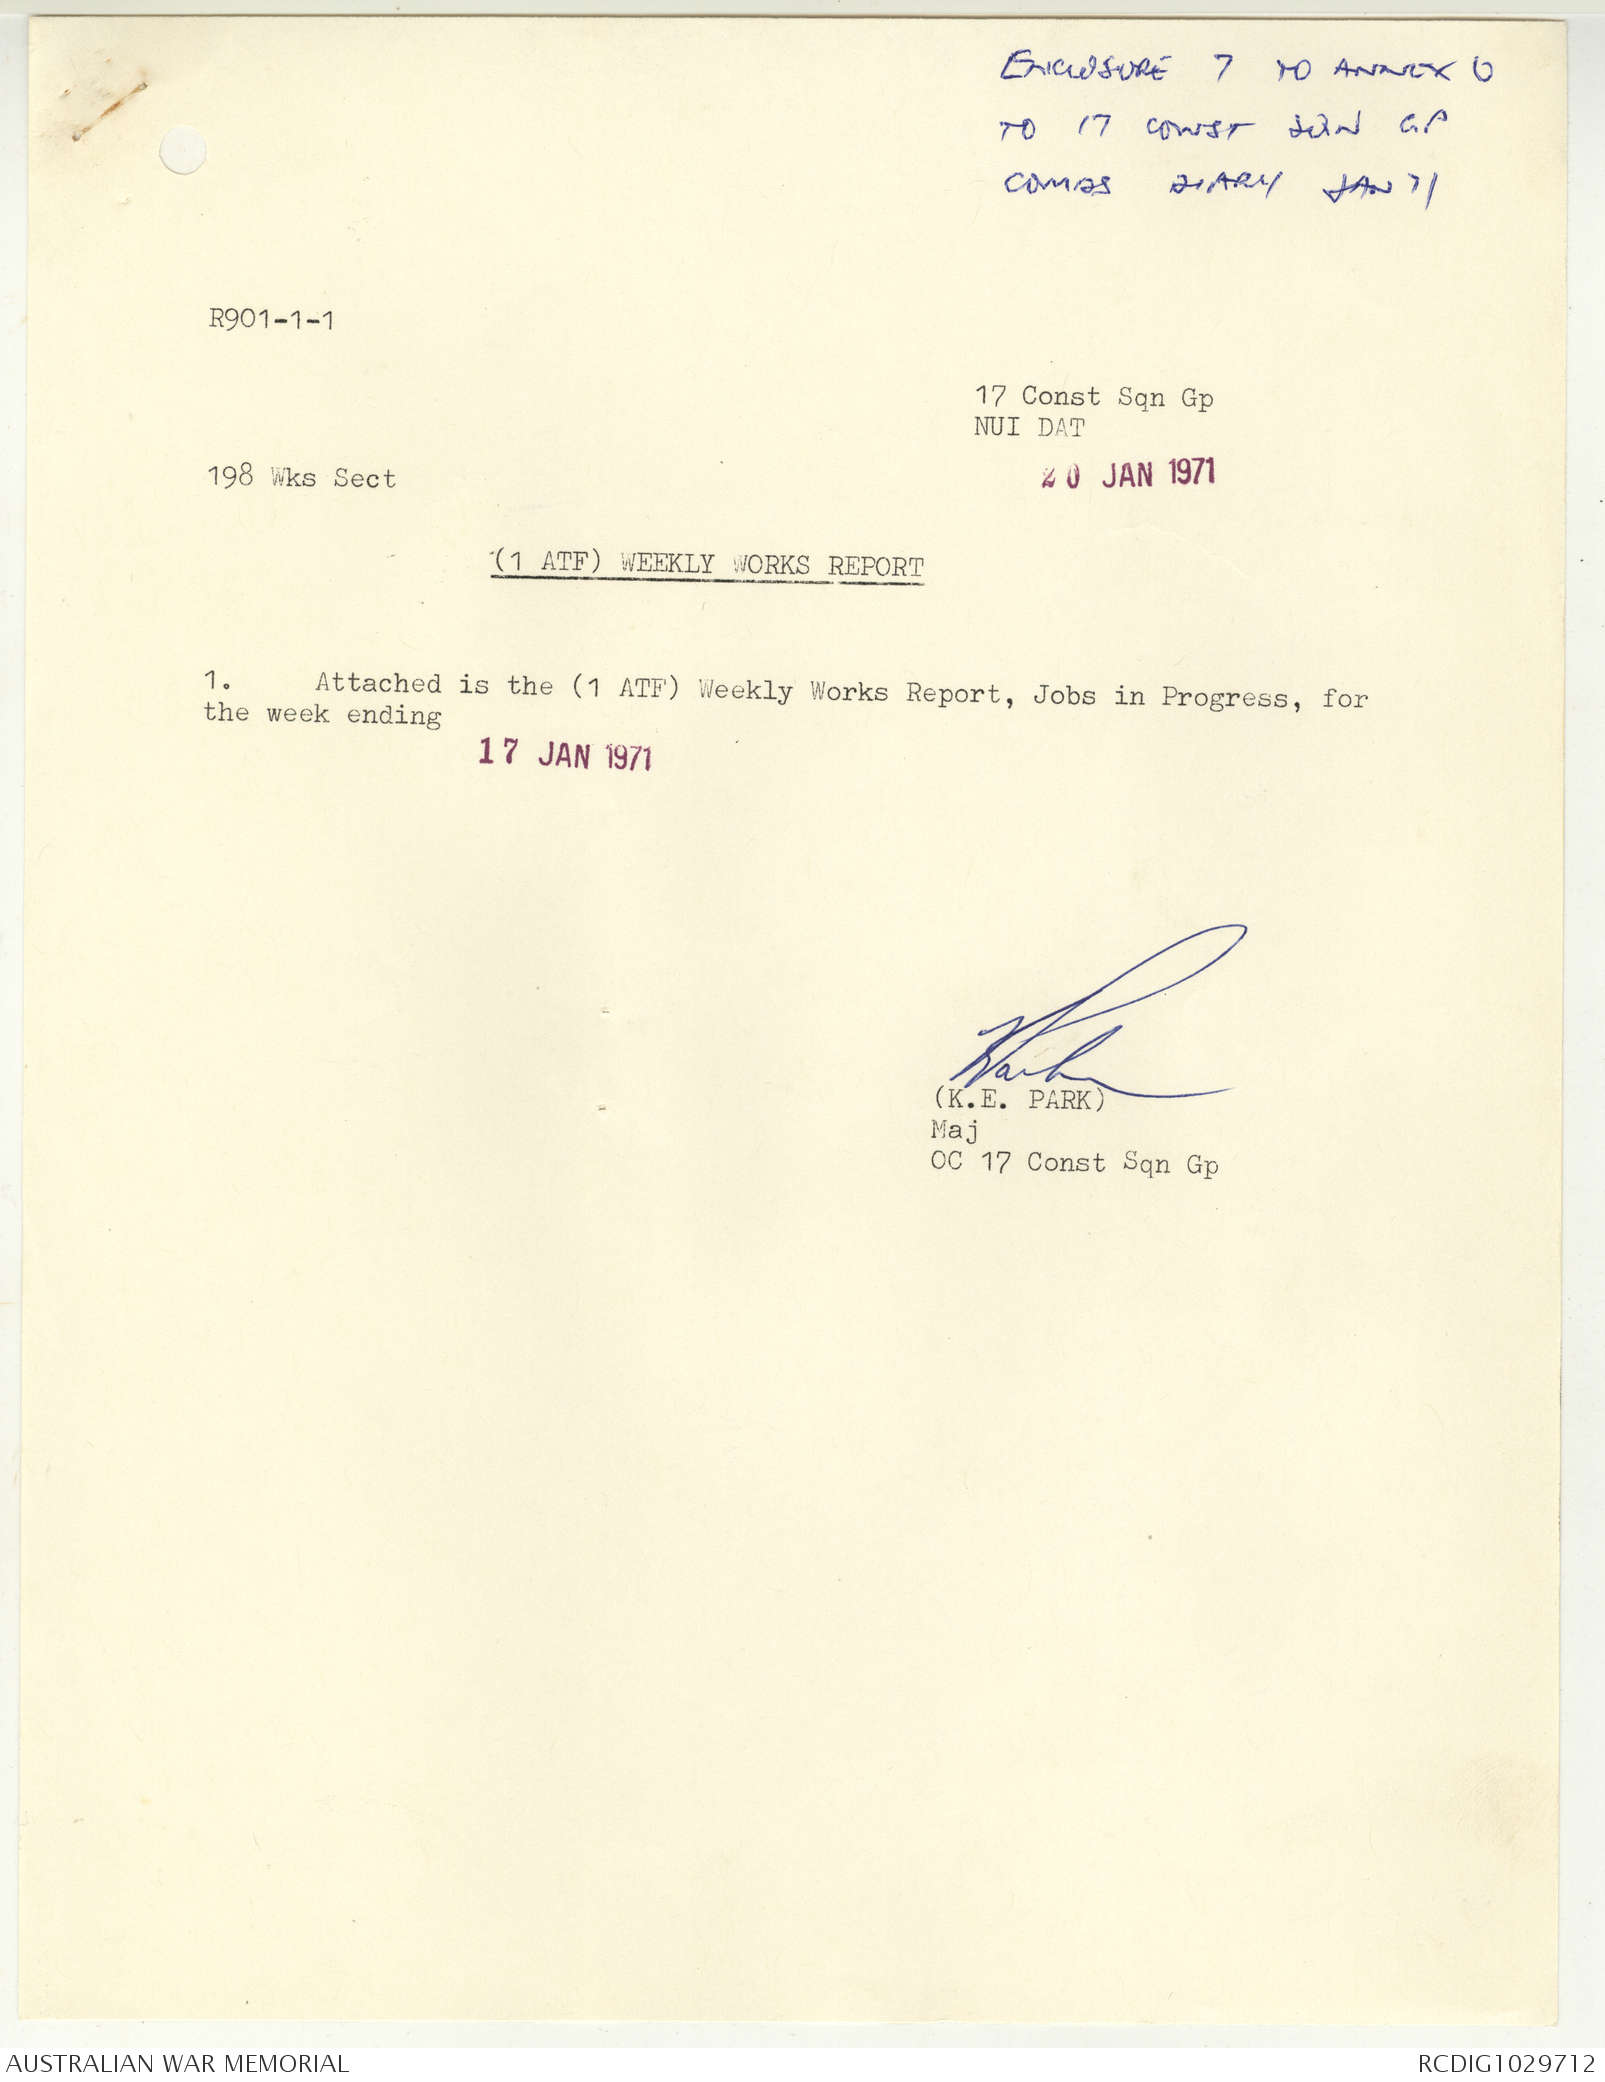 ENCLOSURE 7 TO ANNEX G
TO 17 CONST SQN GP
COMDS DIARY JAN 71
R901-1-1
17 Const Sqn Gp
NUI DAT
198 Wks Sect
20 JAN 1971
(1 ATF) WEEKLY WORKS REPORT
1. Attached is the (1 ATF) Weekly Works Report, Jobs in Progress, for
the week ending
17 JAN 1971
(K.E. PARK)
Maj
OC 17 Const Sqn Gp
AUSTRALIAN WAR MEMORIAL
RCDIG1029712